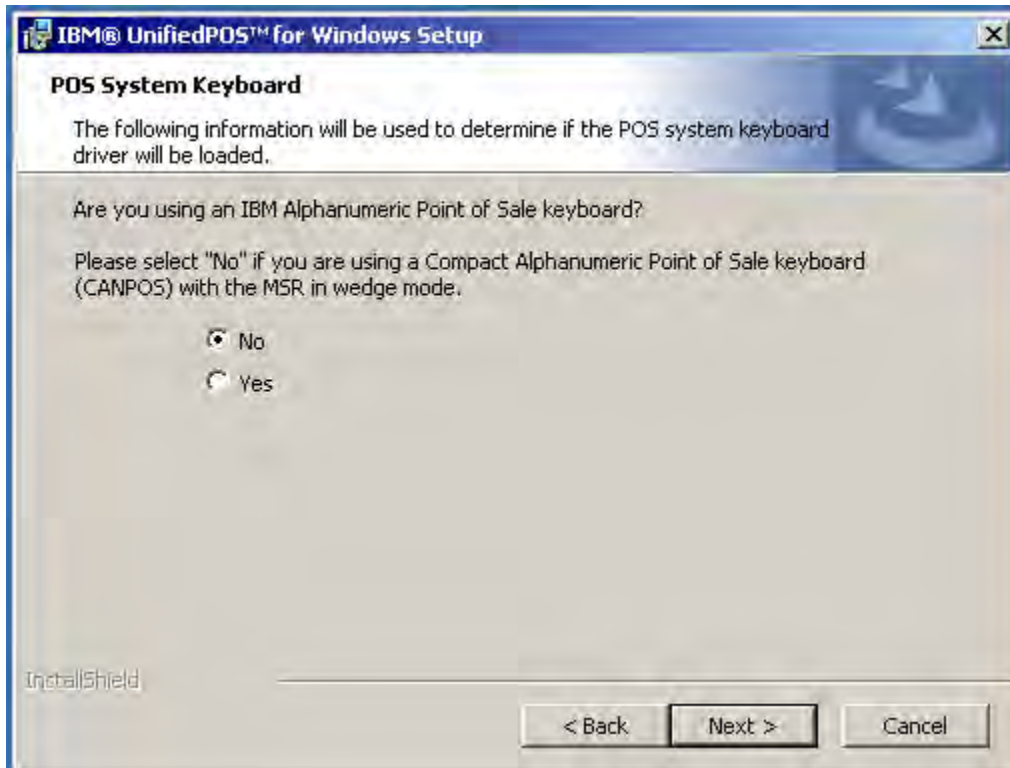 IBM® UnifiedPOS™ for Windows Setup
POS System Keyboard
The following information will be used to determine if the POS system keyboard
driver will be loaded.
Are you using an IBM Alphanumeric Point of Sale keyboard?
Please select "No" if you are using a Compact Alphanumeric Point of Sale keyboard
(CANPOS) with the MSR in wedge mode.
No
Yes
InstallShield
< Back Next > Cancel